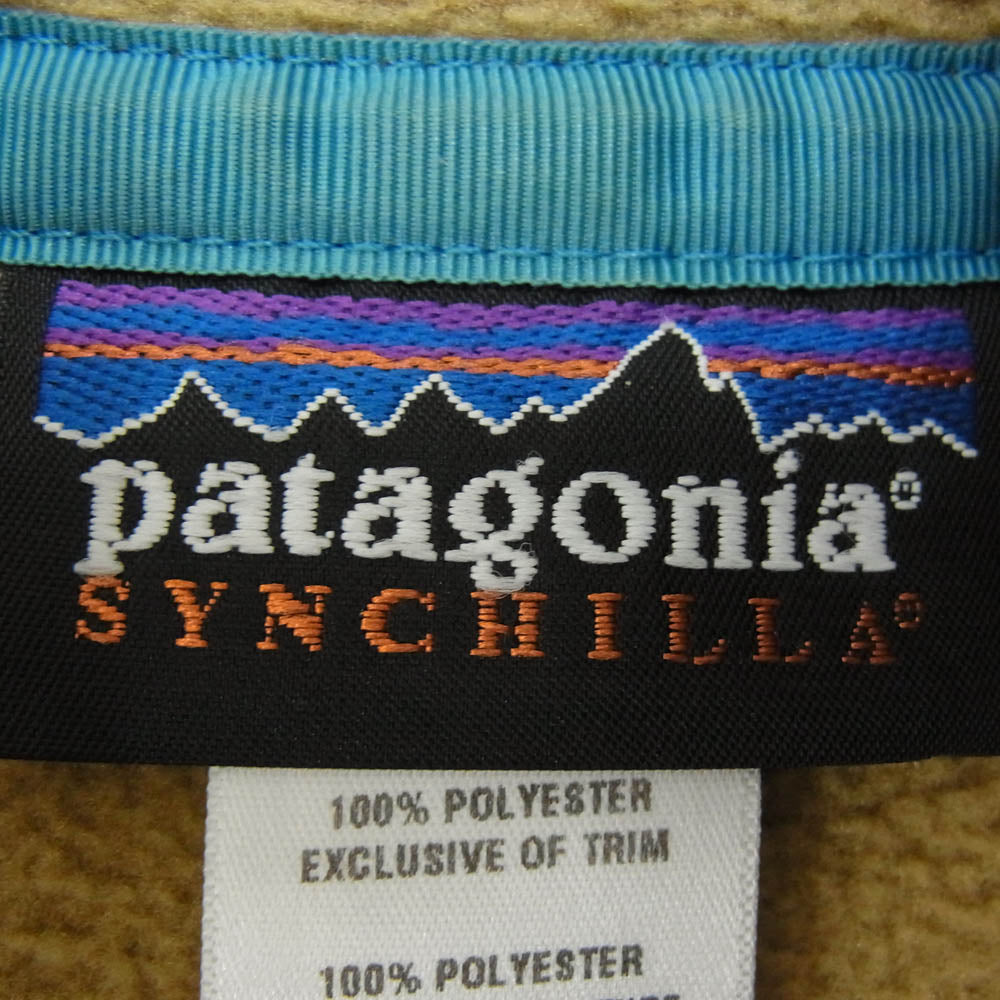 patagonia®
SYNCHILLA®
100% POLYESTER
EXCLUSIVE OF TRIM
100% POLYESTER